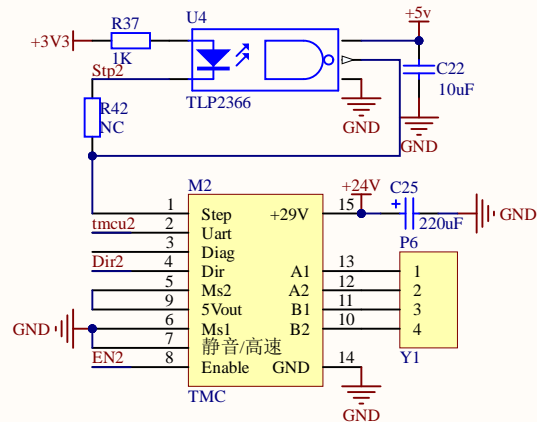 U4
R37
+3V3
1K
Stp2
TLP2366
+5v
C22
10uF
GND
GND
R42
NC
M2
+24V
C25
+
220uF
GND
1 Step +29V 15
tmcu2 2 Uart
3 Diag
Dir2 4 Dir A1 13
5 Ms2 A2 12
9 5Vout B1 11
GND 6 Ms1 B2 10
7 静音/高速
EN2 8 Enable GND 14
TMC
GND
P6
1
2
3
4
Y1